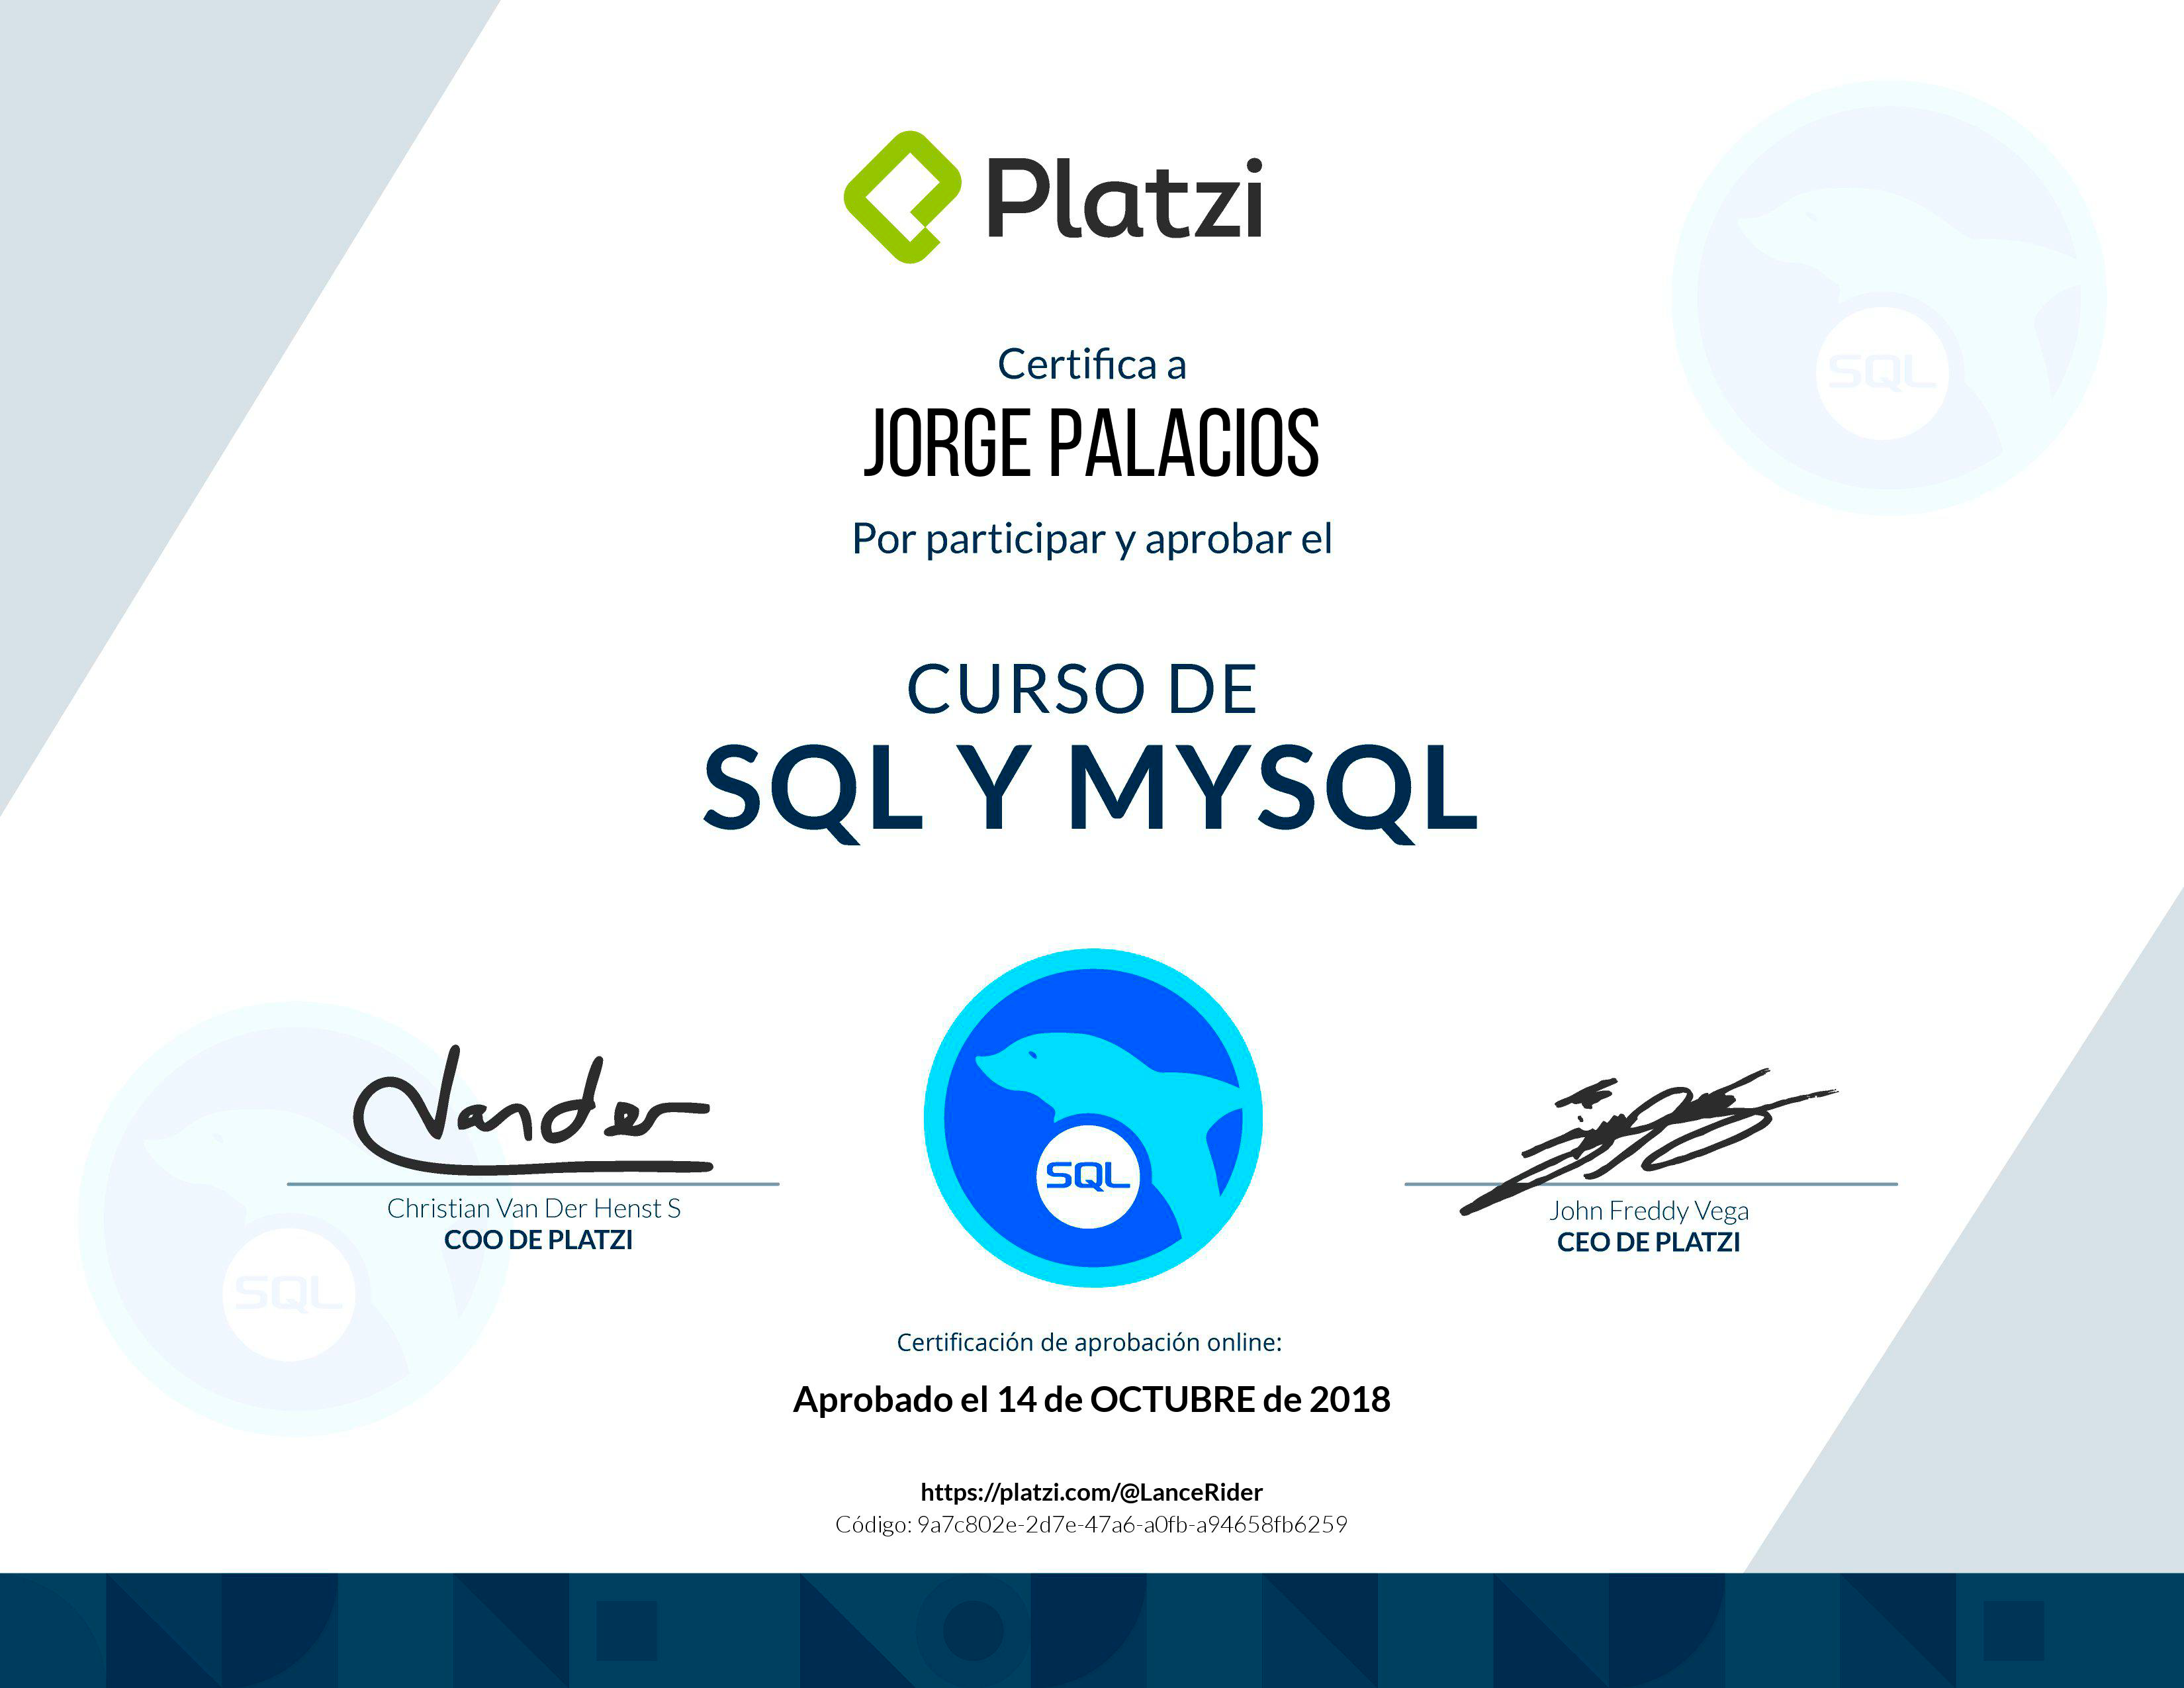 Platzi
Certifica a
JORGE PALACIOS
Por participar y aprobar el
CURSO DE
SQL Y MYSQL
SQL
Vander
Christian Van Der Henst S
COO DE PLATZI
SQL
SQL
John Freddy Vega
CEO DE PLATZI
Certificación de aprobación online:
Aprobado el 14 de OCTUBRE de 2018
https://platzi.com/@LanceRider
Código: 9a7c802e-2d7e-47a6-a0fb-a94658fb6259